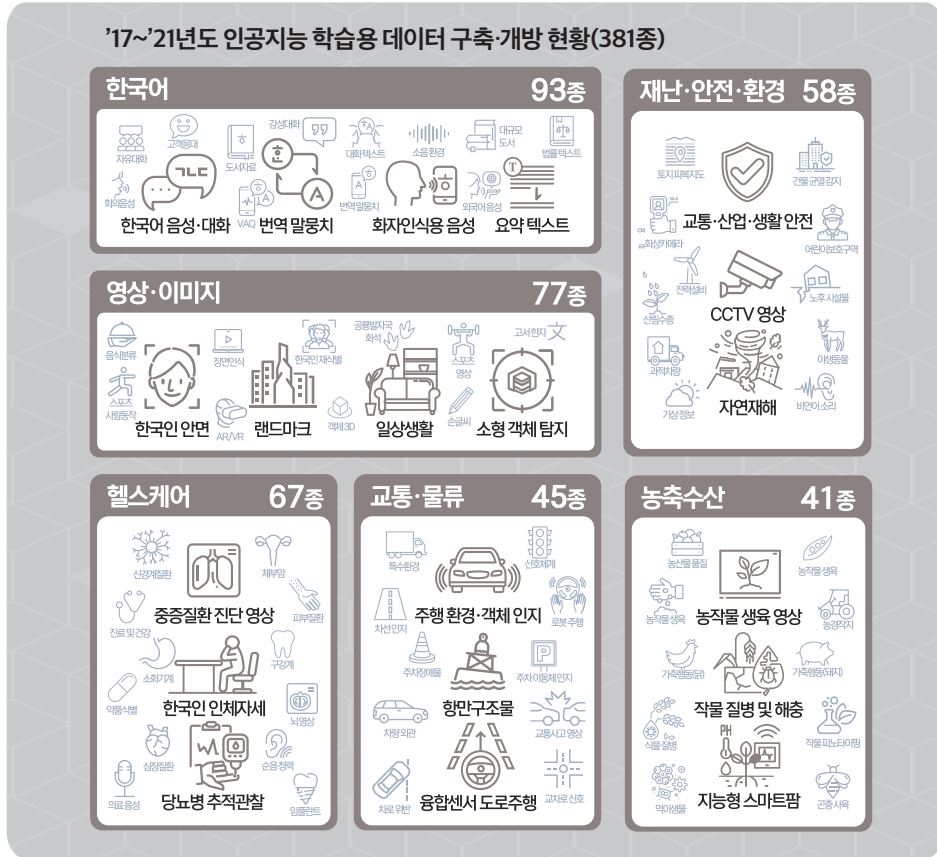 '17~'21년도 인공지능 학습용 데이터 구축·개방 현황(381종)
한국어 93종
자유대화
고객응대
회의음성
한국어 음성·대화
도서자료
감성대화
VAQ
번역 말뭉치
대화 텍스트
소음 환경
번역 말뭉치
화자인식용 음성
대규모
도서
법률 텍스트
외국어 음성
요약 텍스트
영상·이미지 77종
음식분류
스포츠
사람동작
한국인 안면
장면인식
한국인 재식별
AR/VR
랜드마크
객체 3D
공룡발자국
화석
일상생활
스포츠
영상
손글씨
고서 한자
소형 객체 탐지
재난·안전·환경 58종
토지 피복지도
건물 균열 감지
교통·산업·생활 안전
열화상카메라
어린이보호구역
전력설비
노후 시설물
산림수종
CCTV 영상
과적차량
야생동물
기상 정보
비언어 소리
자연재해
헬스케어 67종
신경계질환
체부암
중증질환 진단 영상
진료 및 건강
피부질환
소화기계
구강계
한국인 인체자세
약품식별
뇌 영상
심장질환
순음 청력
당뇨병 추적관찰
의료 음성
임플란트
교통·물류 45종
특수환경
신호체계
주행 환경·객체 인지
차선 인지
로봇 주행
주차장애물
주차 이동체 인지
항만구조물
차량 외관
교통사고 영상
융합센서 도로주행
차로 위반
교차로 신호
농축수산 41종
농산물 품질
농작물 생육
농작물 생육 영상
농작물 생육
농경작지
가축행동(닭)
가축행동(돼지)
작물 질병 및 해충
식물 질병
작물 피노타이핑
PH
지능형 스마트팜
먹이생물
곤충 사육